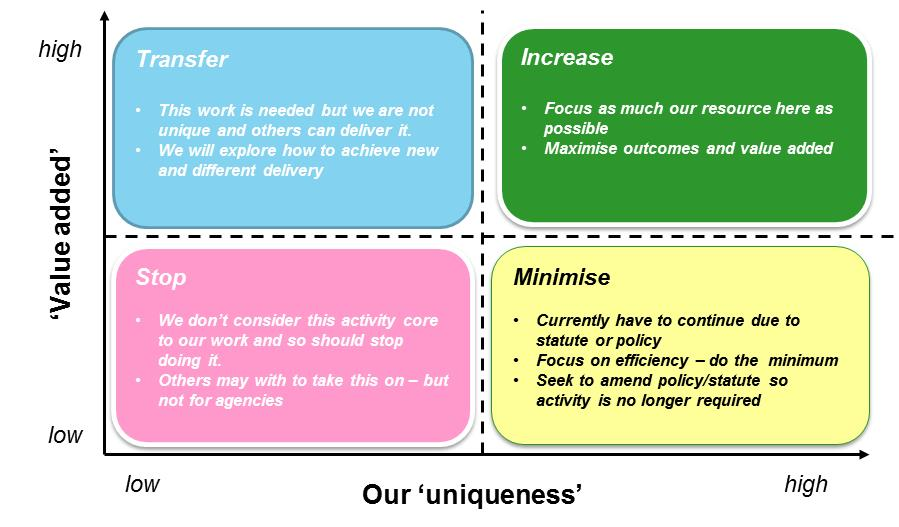 high
Transfer
• This work is needed but we are not
unique and others can deliver it.
• We will explore how to achieve new
and different delivery
Increase
• Focus as much our resource here as
possible
• Maximise outcomes and value added
'Value added'
Stop
• We don't consider this activity core
to our work and so should stop
doing it.
• Others may with to take this on – but
not for agencies
Minimise
• Currently have to continue due to
statute or policy
• Focus on efficiency – do the minimum
• Seek to amend policy/statute so
activity is no longer required
low
low
Our 'uniqueness'
high